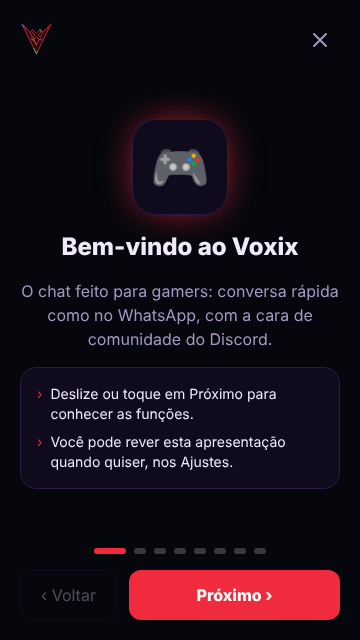 Bem-vindo ao Voxix
O chat feito para gamers: conversa rápida
como no WhatsApp, com a cara de
comunidade do Discord.
› Deslize ou toque em Próximo para
conhecer as funções.
› Você pode rever esta apresentação
quando quiser, nos Ajustes.
‹ Voltar
Próximo ›